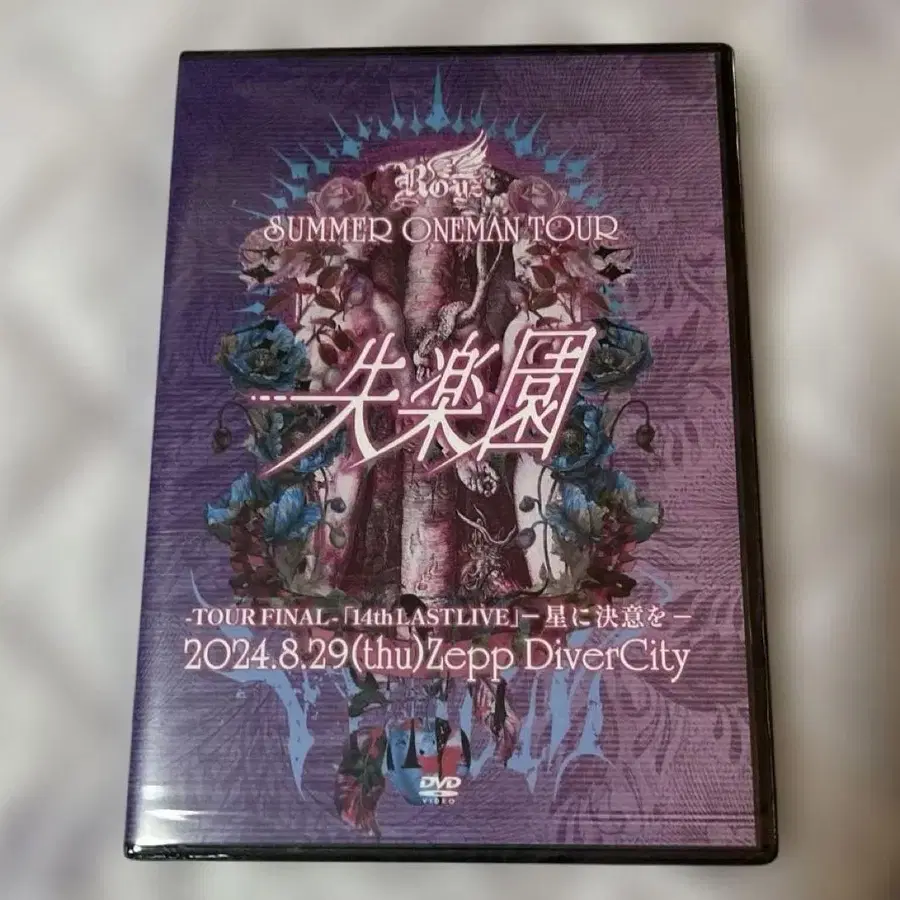 Royz
SUMMER ONEMAN TOUR
失楽園
-TOUR FINAL-「14th LAST LIVE」－星に決意を－
2024.8.29(thu)Zepp DiverCity
DVD
VIDEO